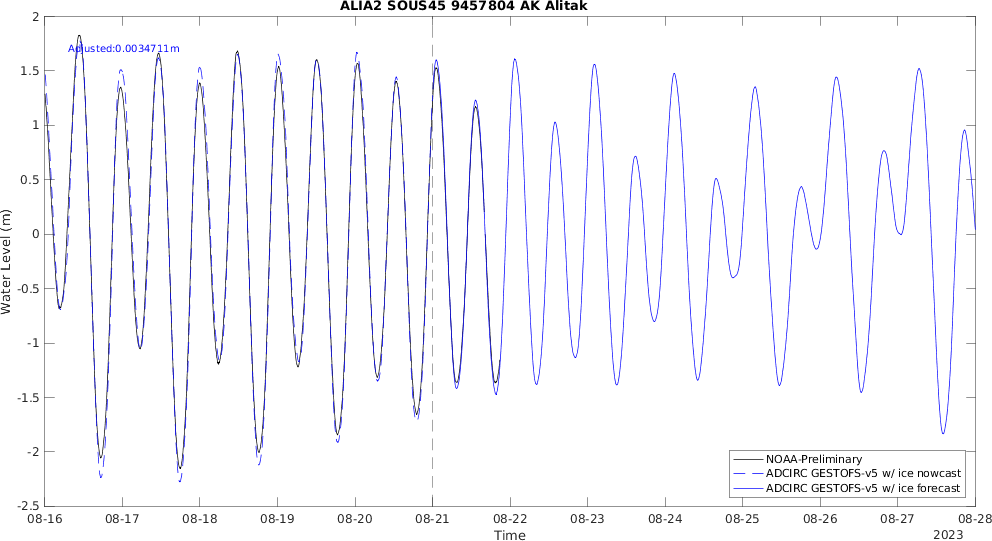 ALIA2 SOUS45 9457804 AK Alitak
Adjusted:0.0034711m
Water Level (m)
2
1.5
1
0.5
0
-0.5
-1
-1.5
-2
-2.5
NOAA-Preliminary
ADCIRC GESTOFS-v5 w/ ice nowcast
ADCIRC GESTOFS-v5 w/ ice forecast
08-16 08-17 08-18 08-19 08-20 08-21 08-22 08-23 08-24 08-25 08-26 08-27 08-28
Time
2023